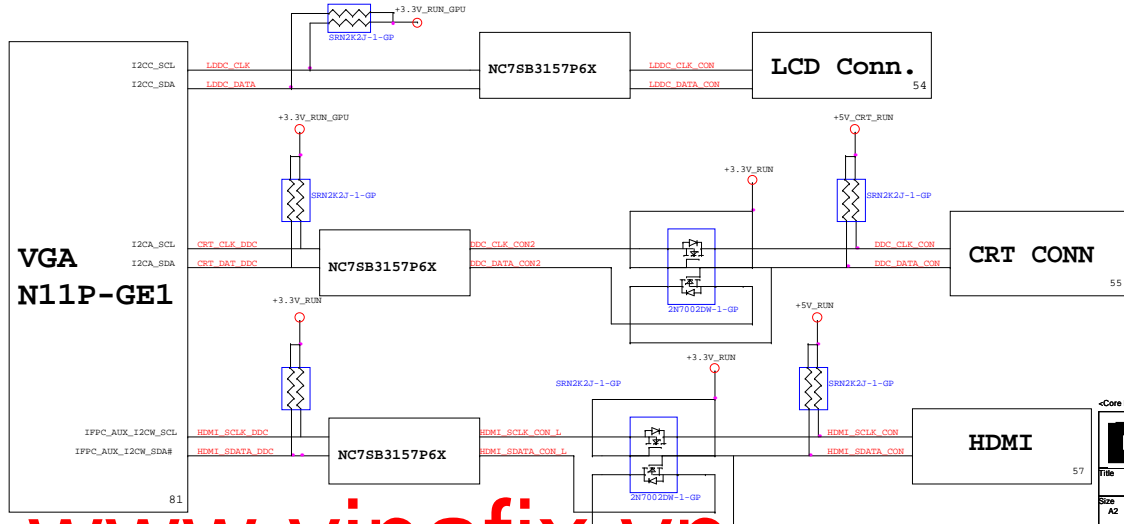 +3.3V_RUN_GPU
SRN2K2J-1-GP
I2CC_SCL LDDC_CLK NC7SB3157P6X LDDC_CLK_CON LCD Conn.
I2CC_SDA LDDC_DATA LDDC_DATA_CON 54
+3.3V_RUN_GPU +5V_CRT_RUN
+3.3V_RUN
SRN2K2J-1-GP SRN2K2J-1-GP
I2CA_SCL CRT_CLK_DDC DDC_CLK_CON2 DDC_CLK_CON
VGA I2CA_SDA CRT_DAT_DDC NC7SB3157P6X DDC_DATA_CON2 DDC_DATA_CON CRT CONN
55
N11P-GE1
+3.3V_RUN 2N7002DW-1-GP +5V_RUN
+3.3V_RUN
SRN2K2J-1-GP SRN2K2J-1-GP
<Core
IFPC_AUX_I2CW_SCL HDMI_SCLK_DDC HDMI_SCLK_CON_L HDMI_SCLK_CON HDMI
IFPC_AUX_I2CW_SDA# HDMI_SDATA_DDC NC7SB3157P6X HDMI_SDATA_CON_L HDMI_SDATA_CON
57
Title
81 2N7002DW-1-GP
Size
A2